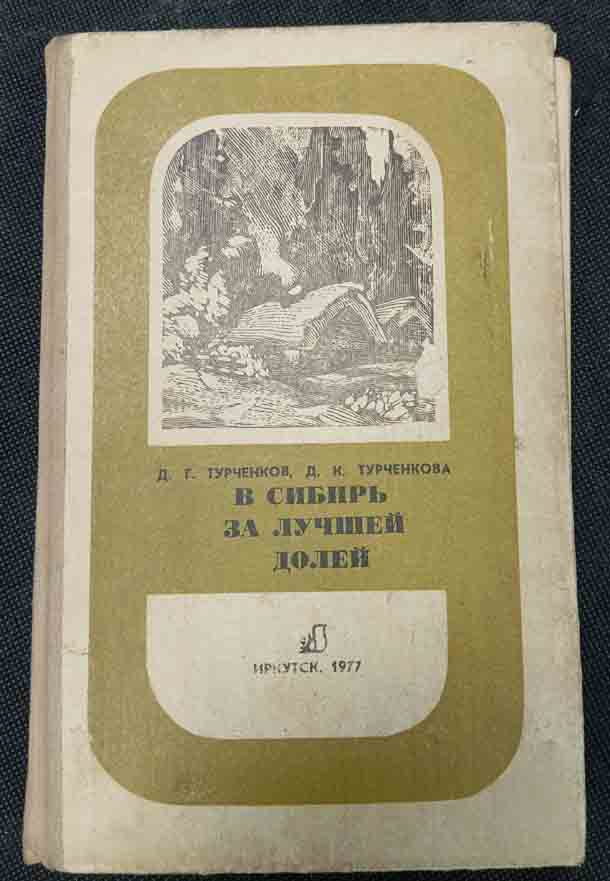 Д. Г. ТУРЧЕНКОВ, Д. К. ТУРЧЕНКОВА
В СИБИРЬ
ЗА ЛУЧШЕЙ
ДОЛЕЙ
ИРКУТСК, 1977